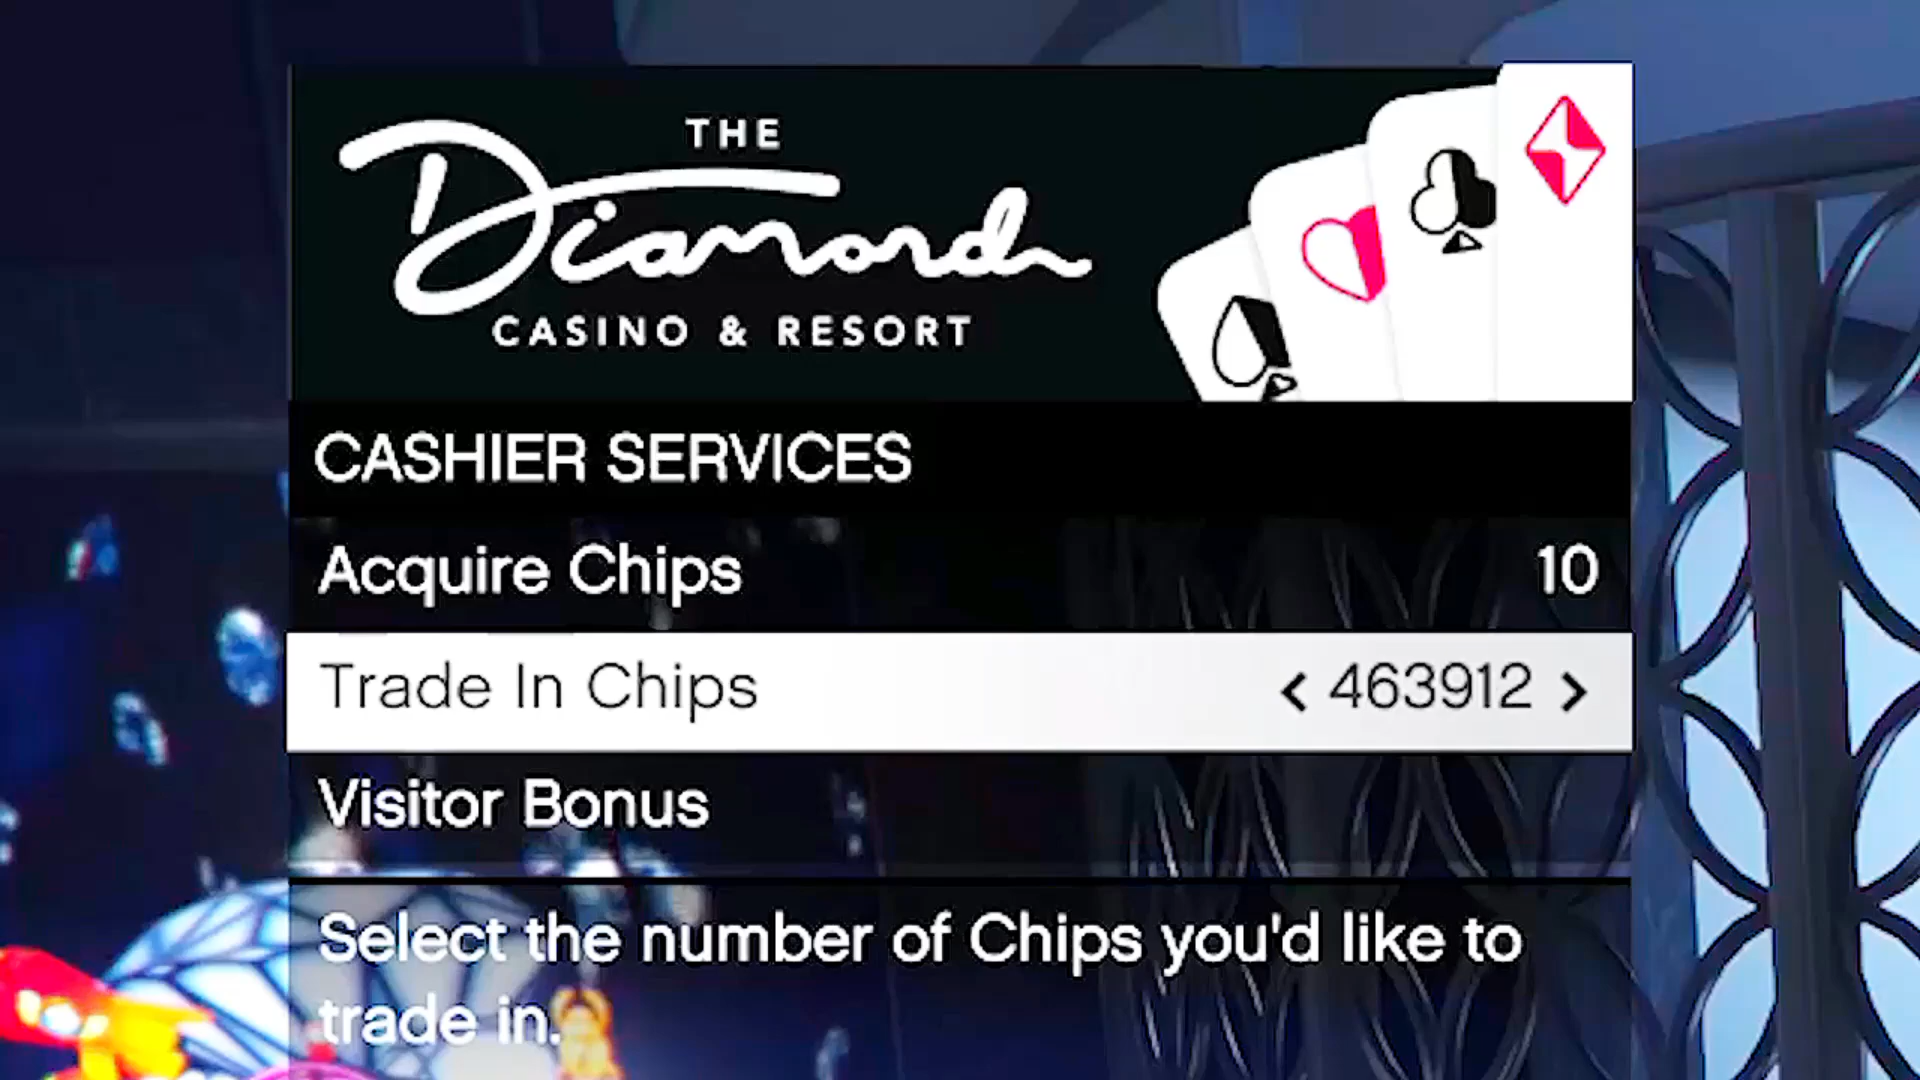 THE
Diamond
CASINO & RESORT
CASHIER SERVICES
Acquire Chips 10
Trade In Chips < 463912 >
Visitor Bonus
Select the number of Chips you'd like to
trade in.